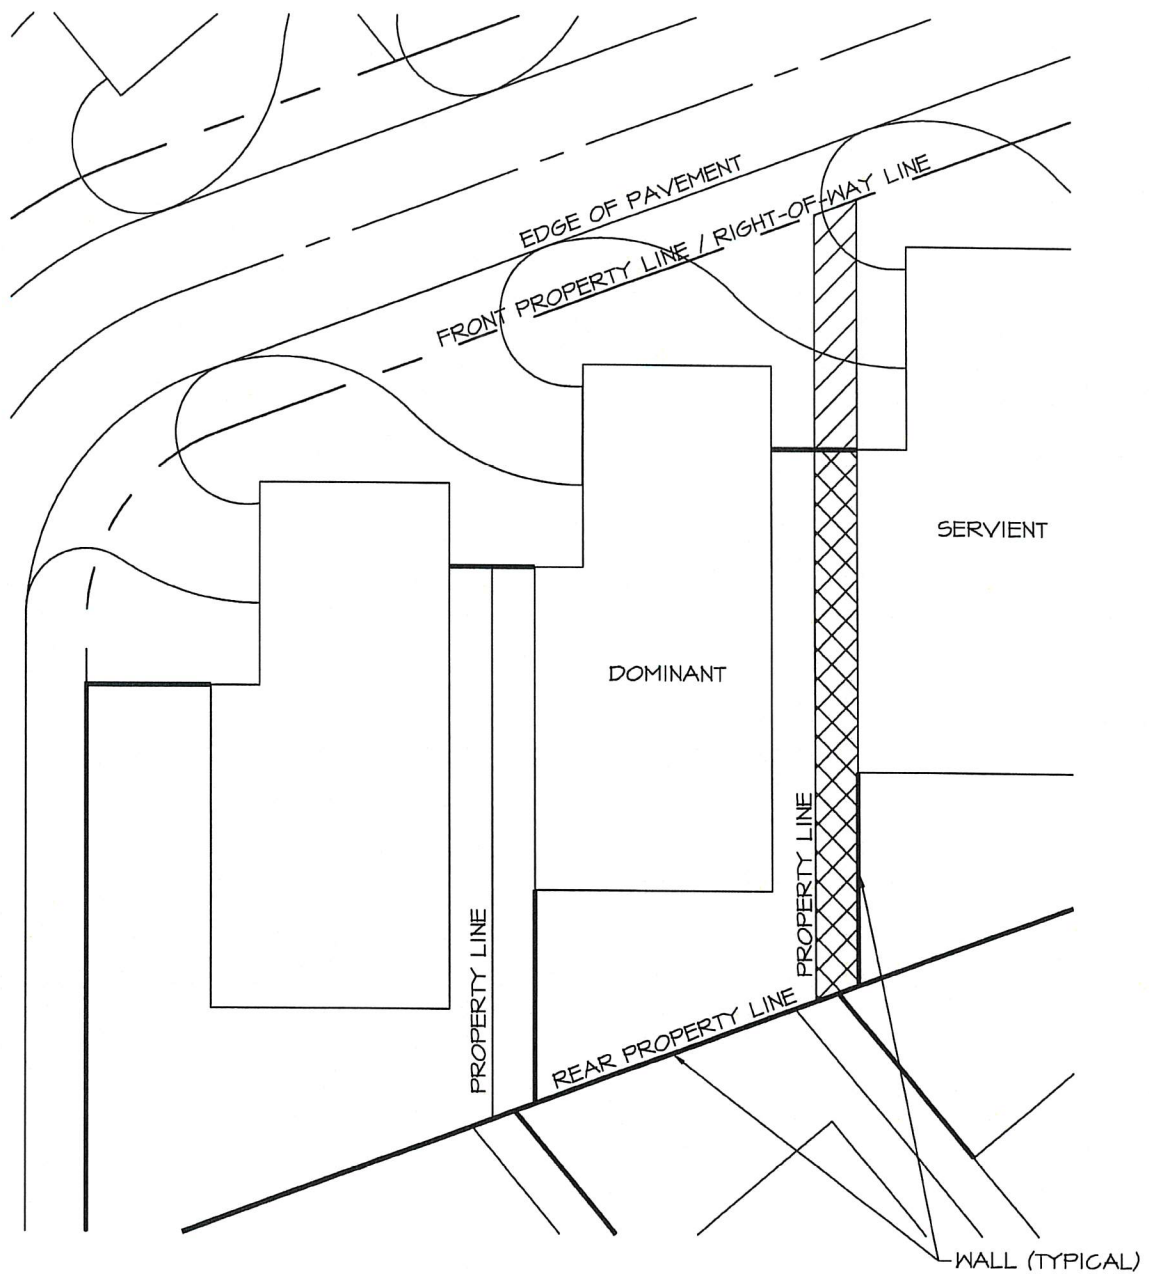 EDGE OF PAVEMENT
FRONT PROPERTY LINE / RIGHT-OF-WAY LINE
SERVIENT
DOMINANT
PROPERTY LINE
PROPERTY LINE
REAR PROPERTY LINE
WALL (TYPICAL)